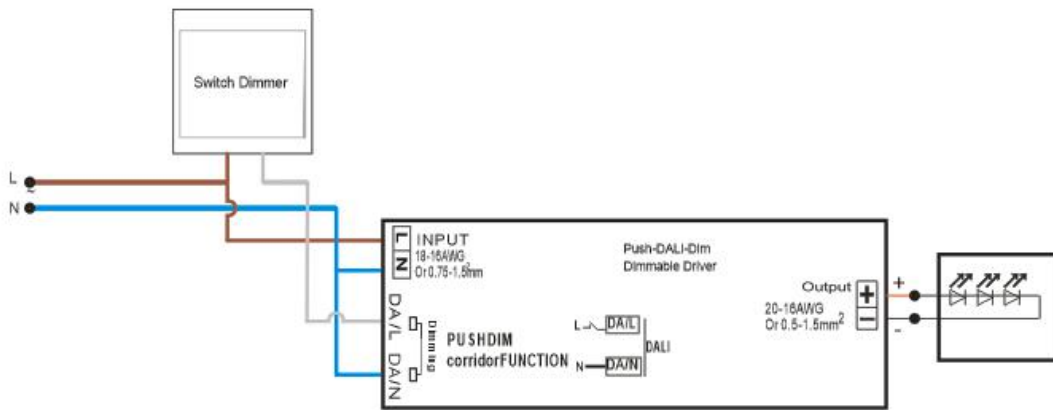 Switch Dimmer
L
~
N
L
INPUT
N
18-16AWG
Or 0.75-1.5mm²
Push-DALI-Dim
Dimmable Driver
Output
+
+
20-16AWG
Or 0.5-1.5mm²
−
-
DA/L
Dimming
DA/N
PUSHDIM
corridorFUNCTION
L
DA/L
DALI
N
DA/N